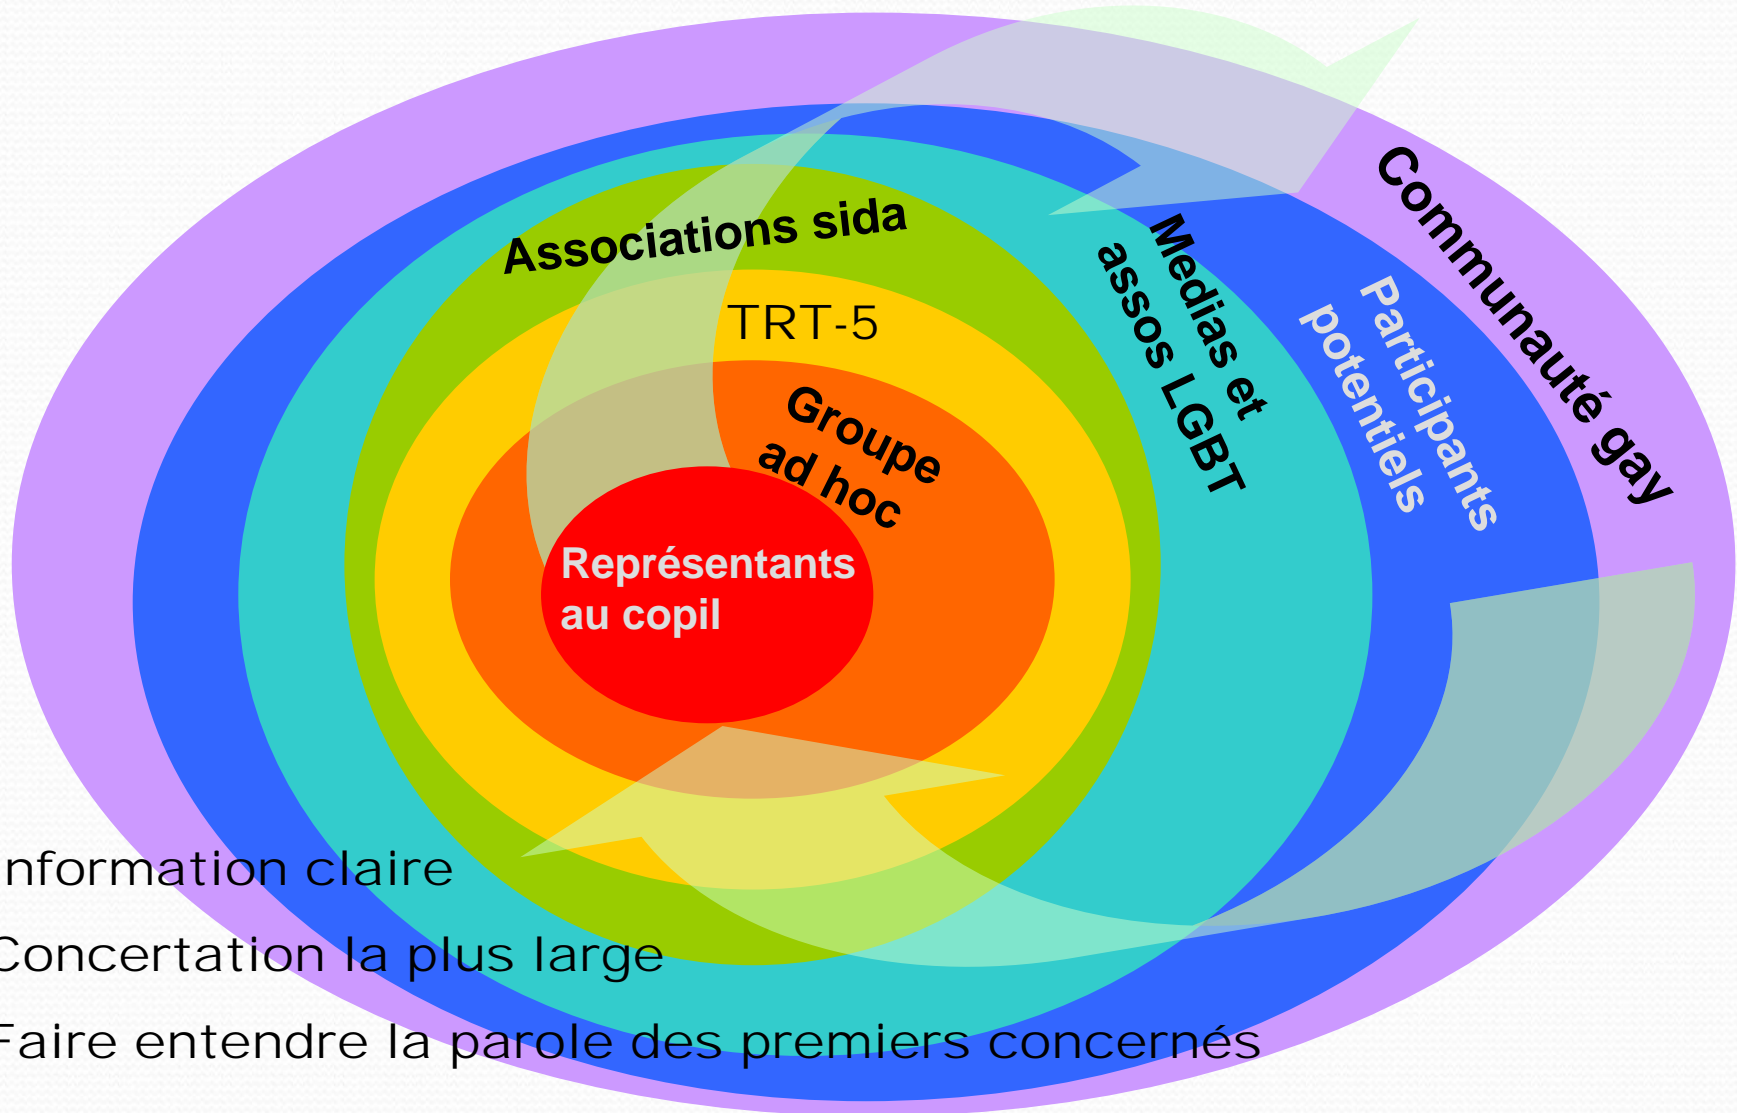 Associations sida
TRT-5
Groupe
ad hoc
Représentants
au copil
Medias et
assos LGBT
Participants
potentiels
Communauté gay
nformation claire
Concertation la plus large
Faire entendre la parole des premiers concernés